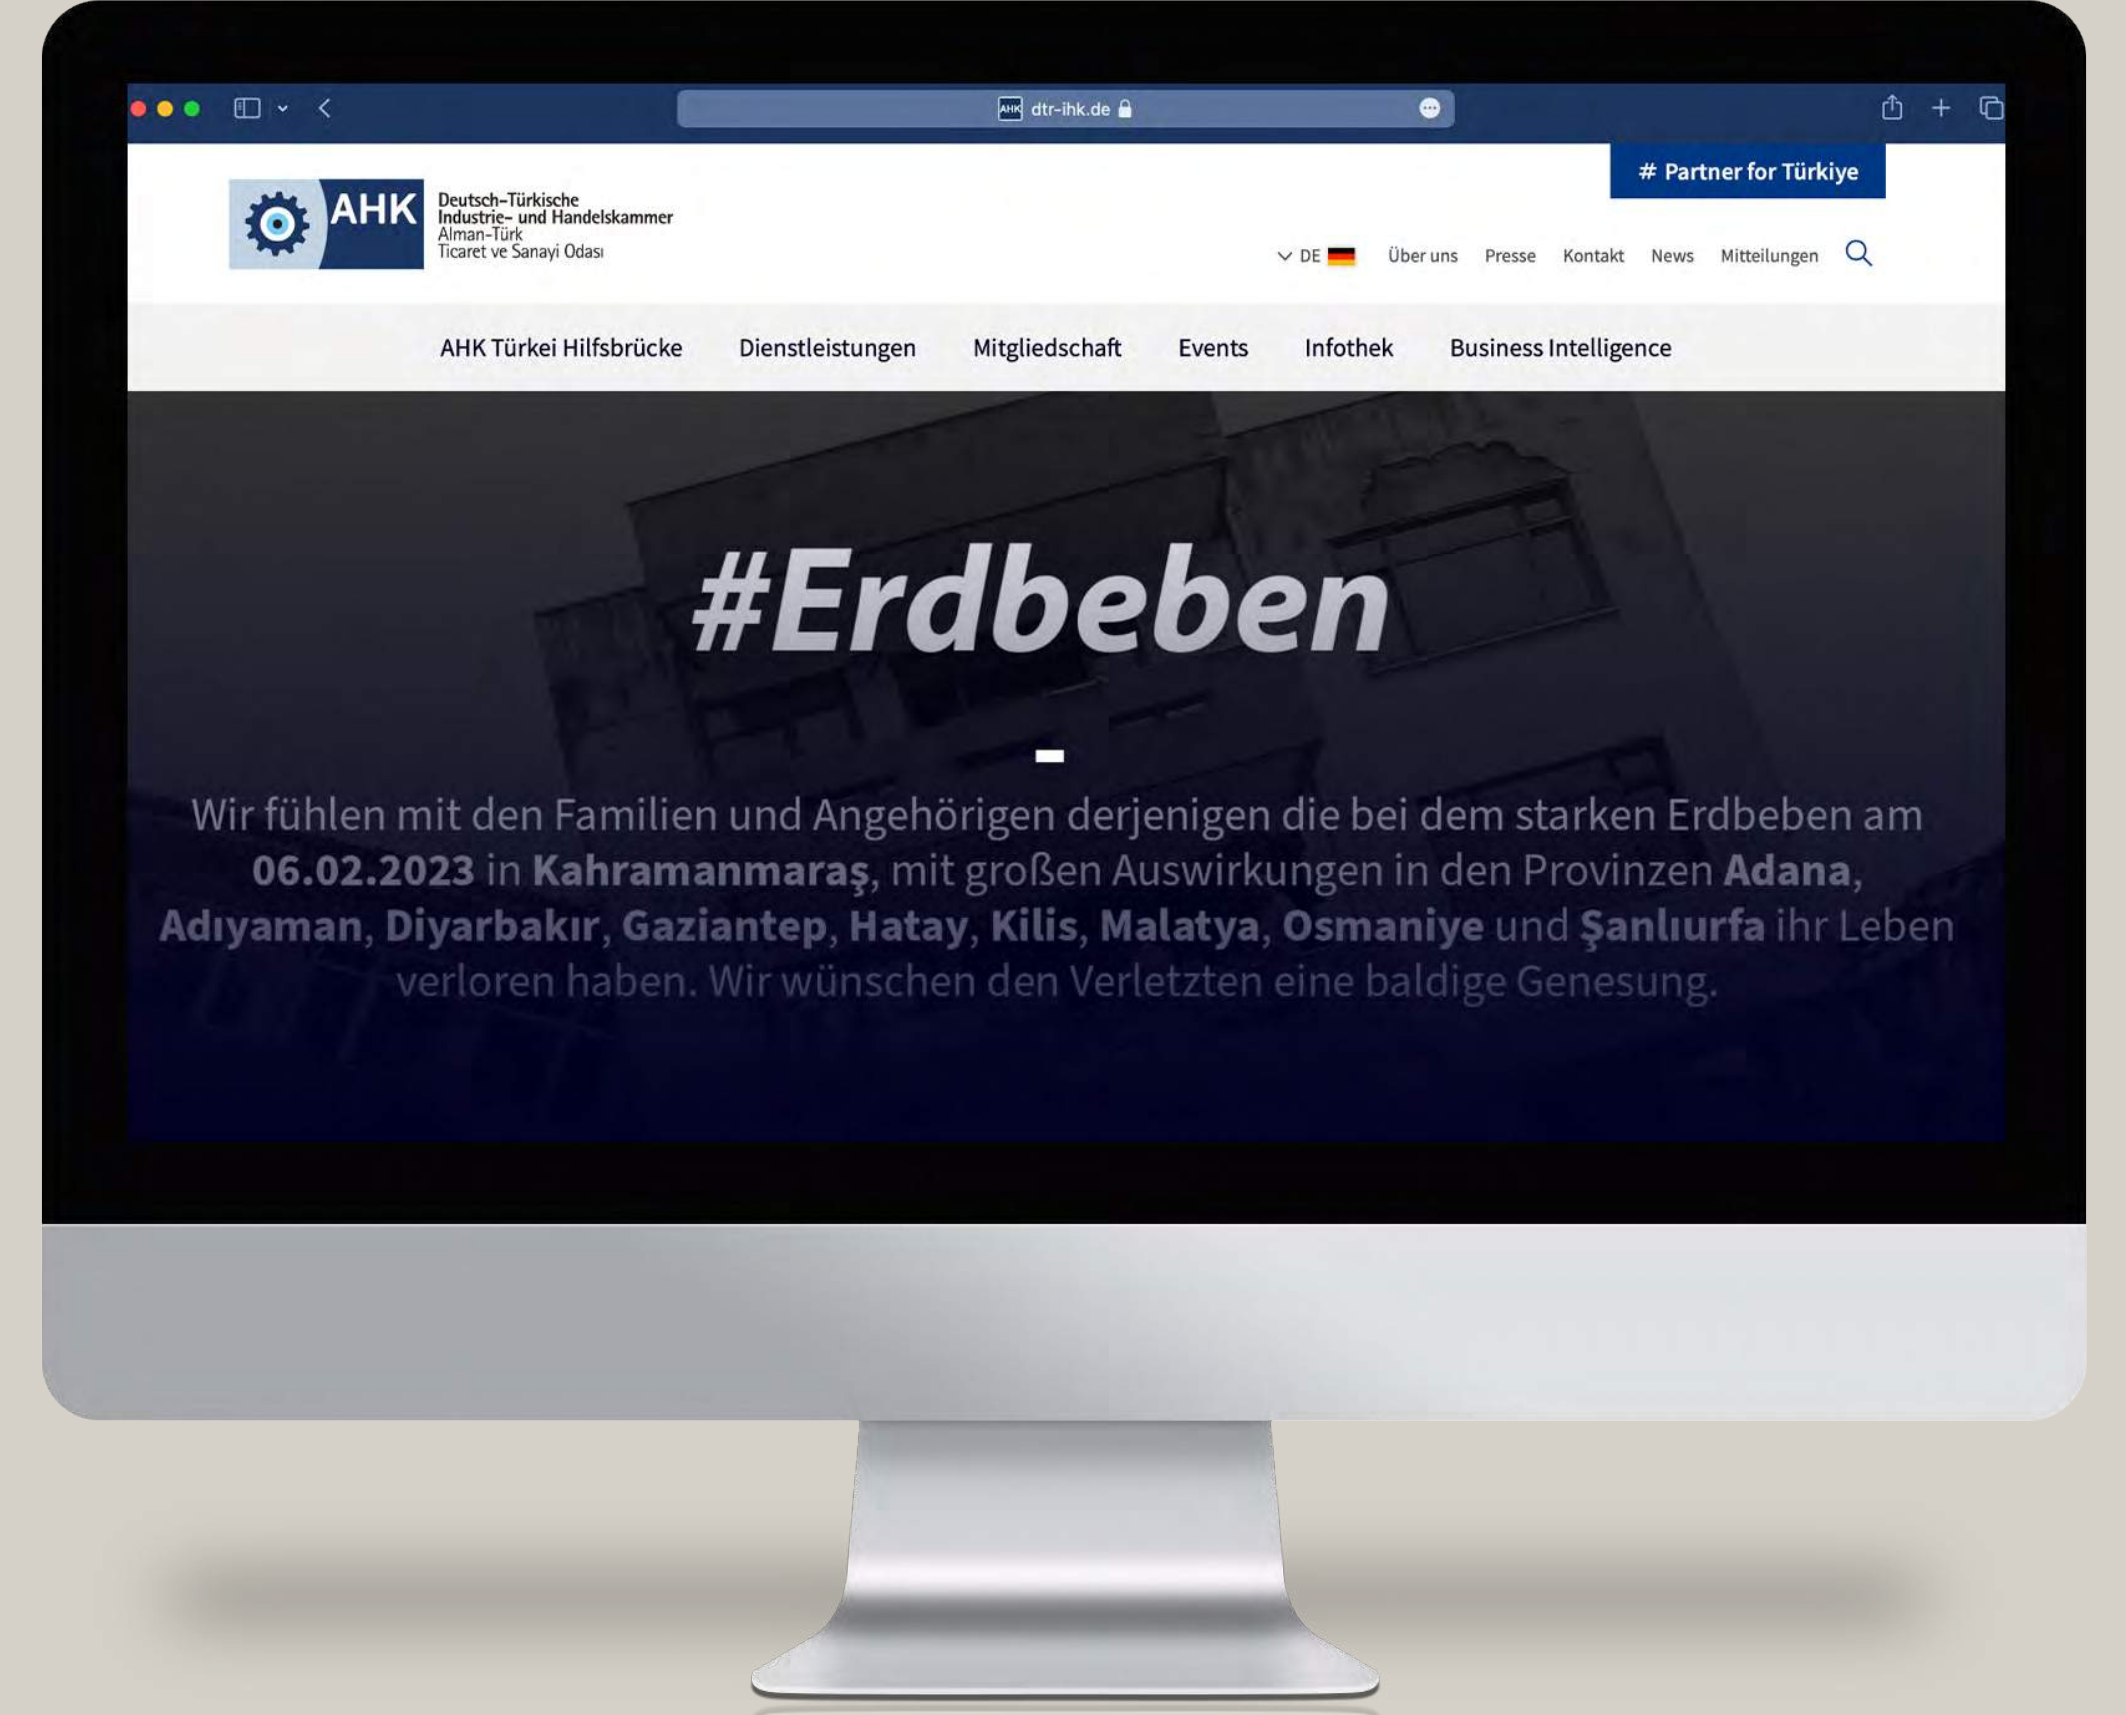 AHK dtr-ihk.de
# Partner for Türkiye
AHK
Deutsch-Türkische
Industrie- und Handelskammer
Alman-Türk
Ticaret ve Sanayi Odası
DE Über uns Presse Kontakt News Mitteilungen
AHK Türkei Hilfsbrücke Dienstleistungen Mitgliedschaft Events Infothek Business Intelligence
#Erdbeben
Wir fühlen mit den Familien und Angehörigen derjenigen die bei dem starken Erdbeben am
06.02.2023 in Kahramanmaraş, mit großen Auswirkungen in den Provinzen Adana,
Adıyaman, Diyarbakır, Gaziantep, Hatay, Kilis, Malatya, Osmaniye und Şanlıurfa ihr Leben
verloren haben. Wir wünschen den Verletzten eine baldige Genesung.